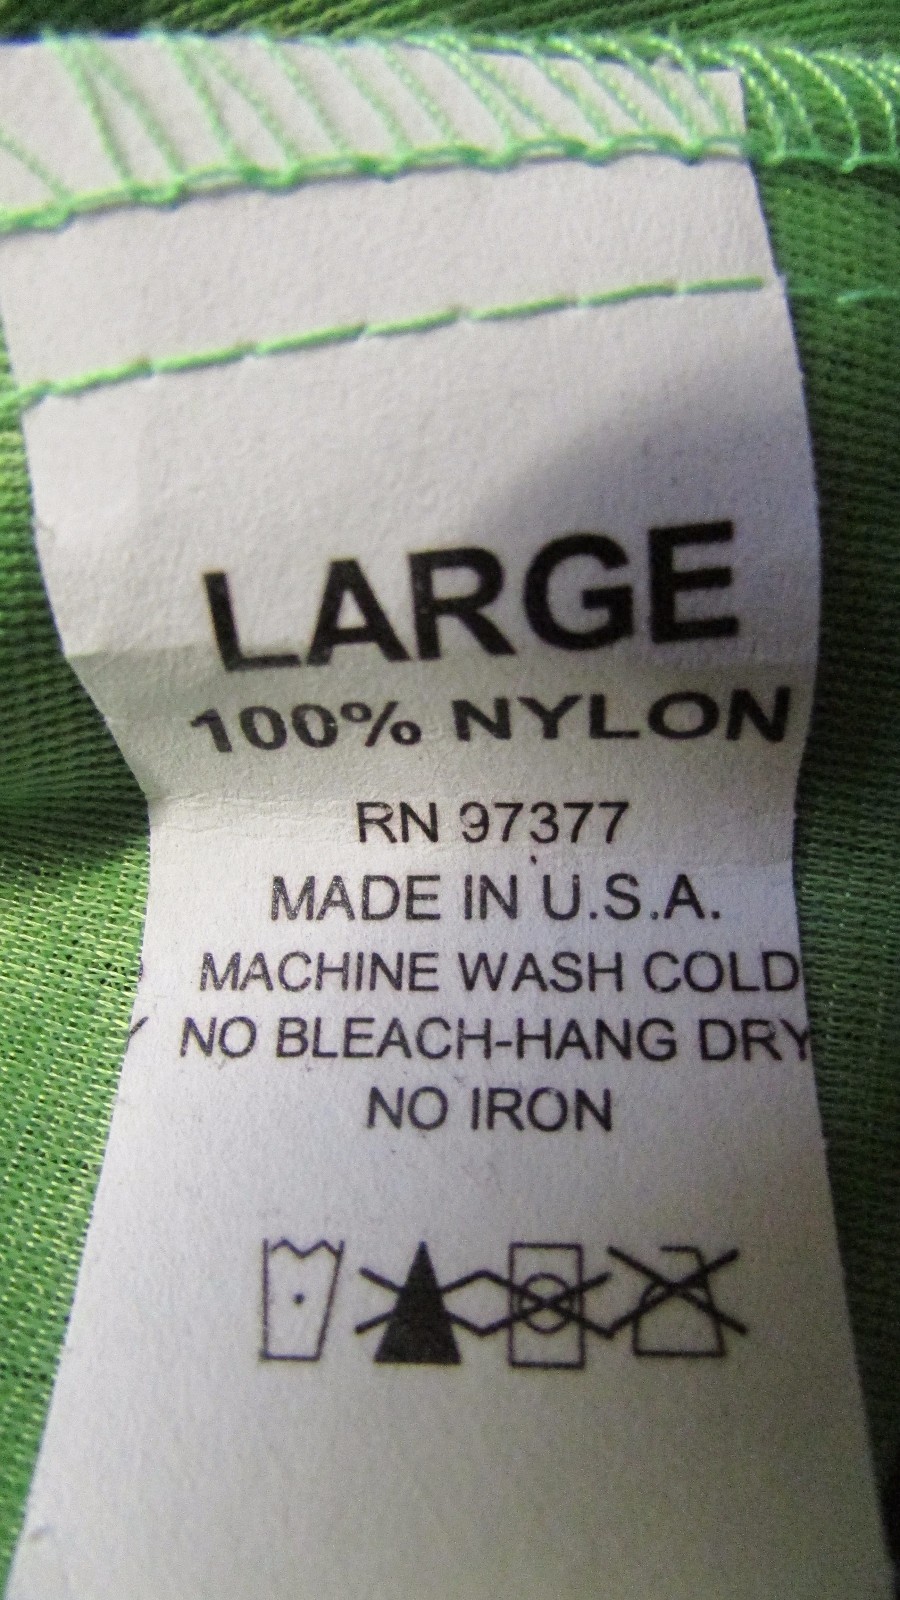 LARGE
100% NYLON
RN 97377
MADE IN U.S.A.
MACHINE WASH COLD
NO BLEACH-HANG DRY
NO IRON